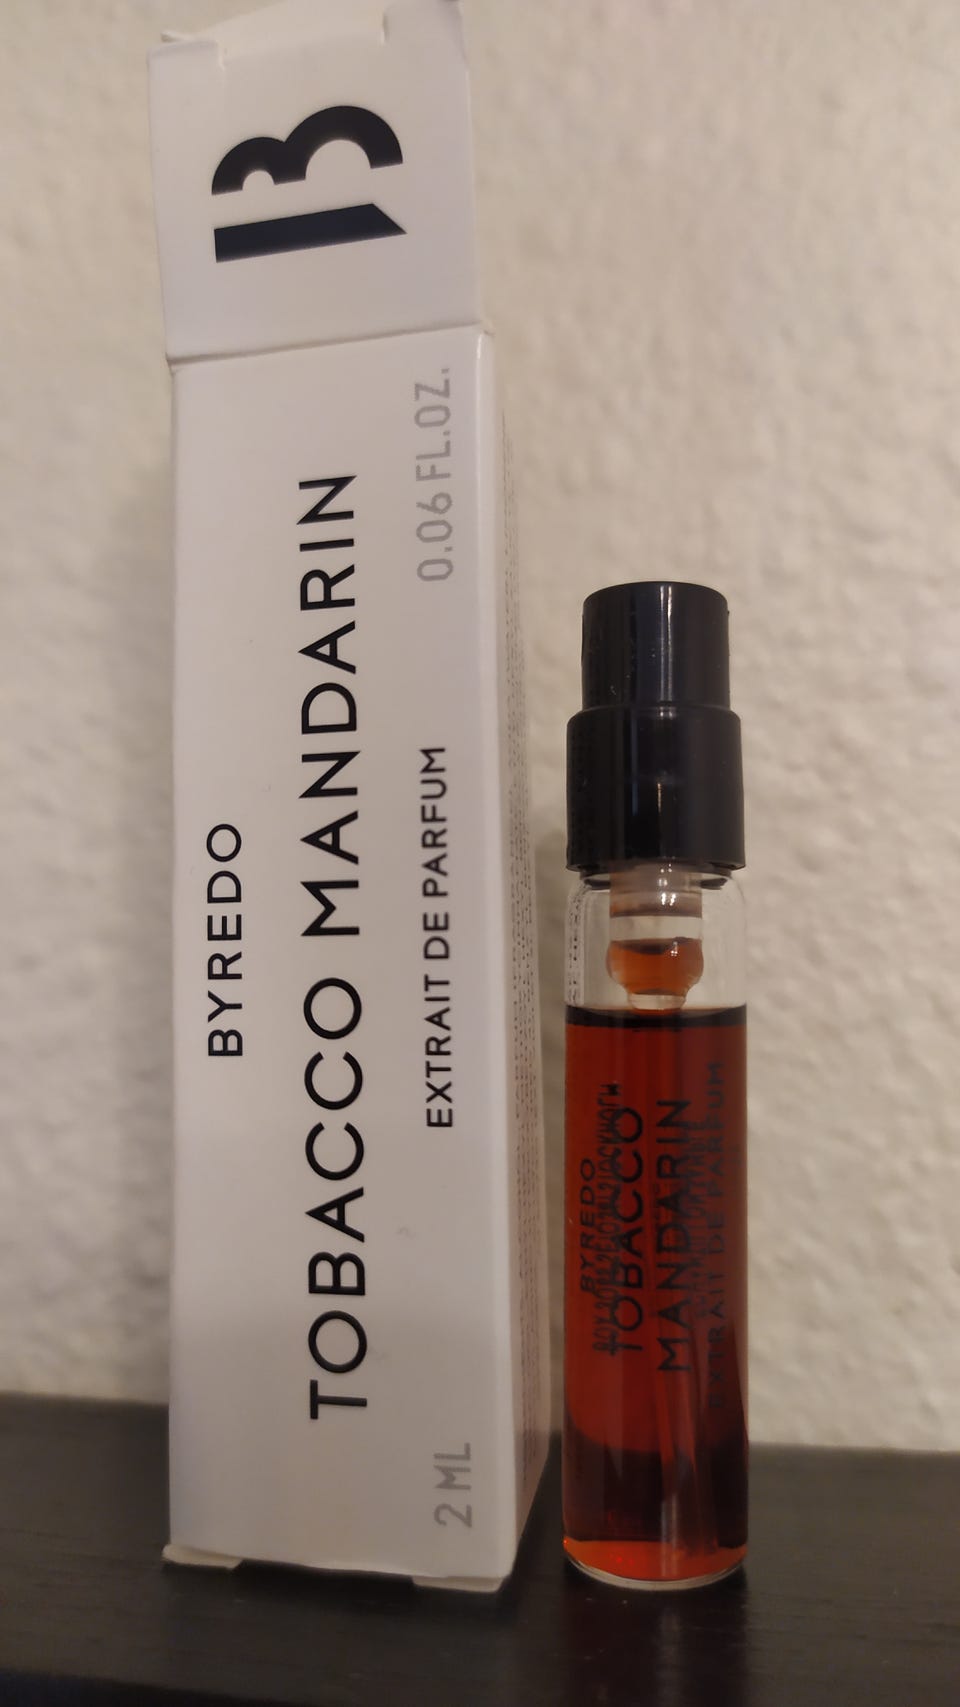 B
BYREDO
TOBACCO MANDARIN
EXTRAIT DE PARFUM
2 ML 0.06 FL.OZ.
BYREDO
TOBACCO
MANDARIN
EXTRAIT DE PARFUM